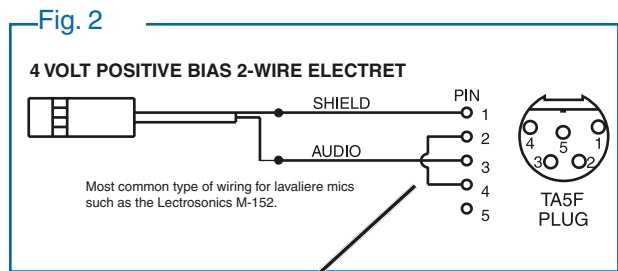 Fig. 2
4 VOLT POSITIVE BIAS 2-WIRE ELECTRET
PIN
SHIELD
1
2
AUDIO
3
4
5
Most common type of wiring for lavaliere mics
such as the Lectrosonics M-152.
4
5
1
3
2
TA5F
PLUG